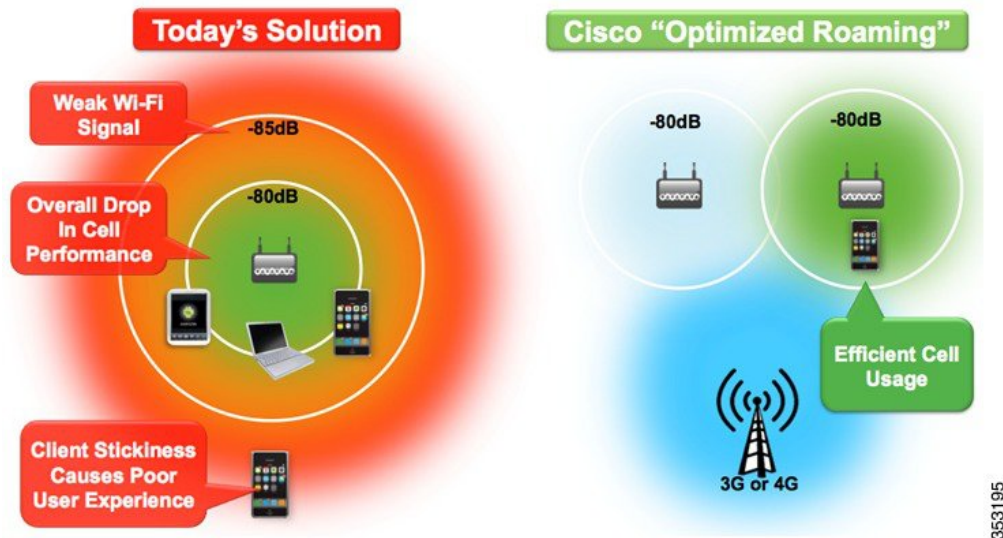 Today's Solution
Weak Wi-Fi
Signal
-85dB
Overall Drop
In Cell
Performance
-80dB
Client Stickiness
Causes Poor
User Experience
Cisco “Optimized Roaming”
-80dB
-80dB
Efficient Cell
Usage
3G or 4G
353195